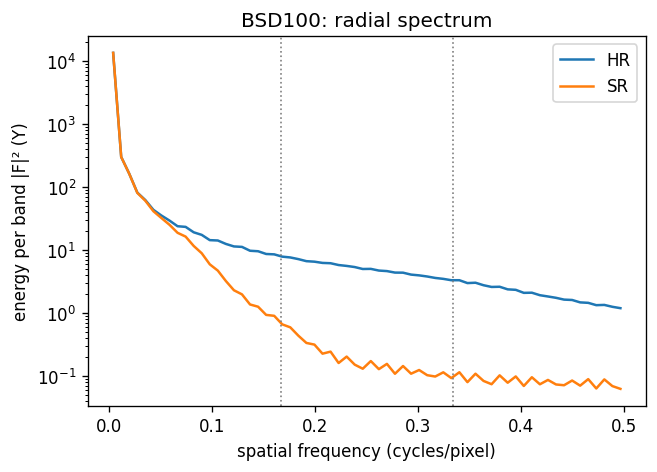 BSD100: radial spectrum
HR
SR
energy per band |F|² (Y)
10⁴
10³
10²
10¹
10⁰
10⁻¹
0.0 0.1 0.2 0.3 0.4 0.5
spatial frequency (cycles/pixel)